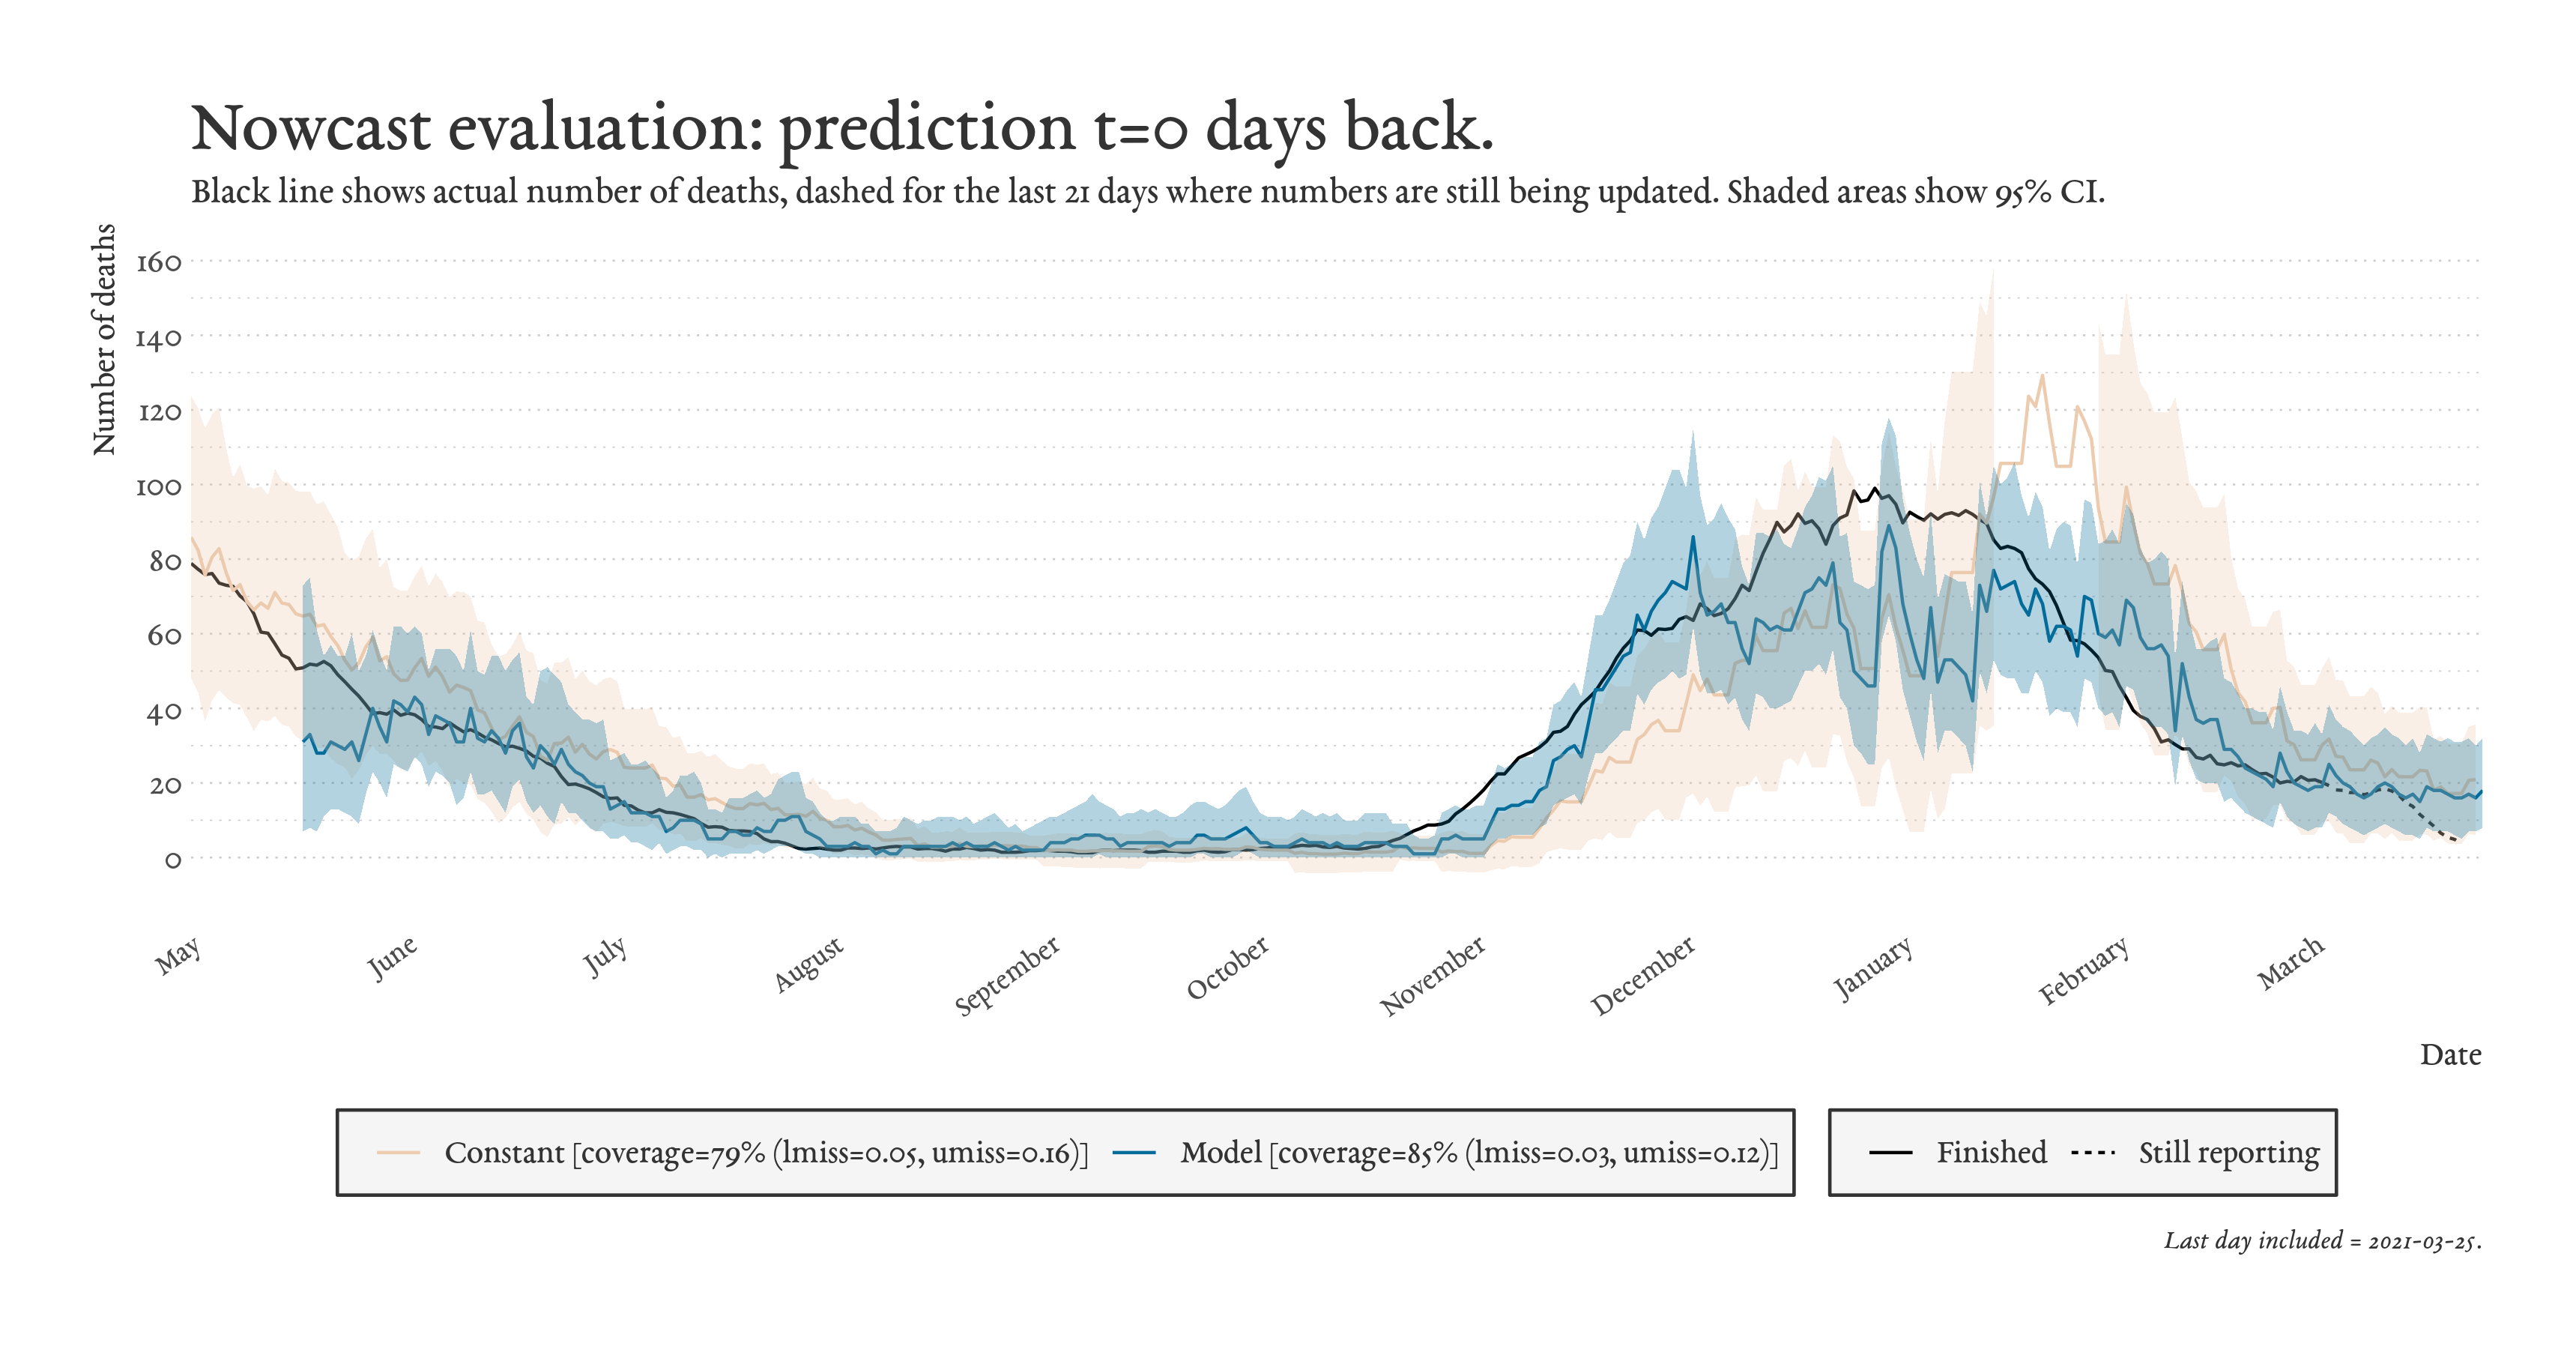 Nowcast evaluation: prediction t=0 days back.
Black line shows actual number of deaths, dashed for the last 21 days where numbers are still being updated. Shaded areas show 95% CI.
Number of deaths
160
140
120
100
80
60
40
20
0
May
June
July
August
September
October
November
December
January
February
March
Date
Constant [coverage=79% (lmiss=0.05, umiss=0.16)]
Model [coverage=85% (lmiss=0.03, umiss=0.12)]
Finished
Still reporting
Last day included = 2021-03-25.